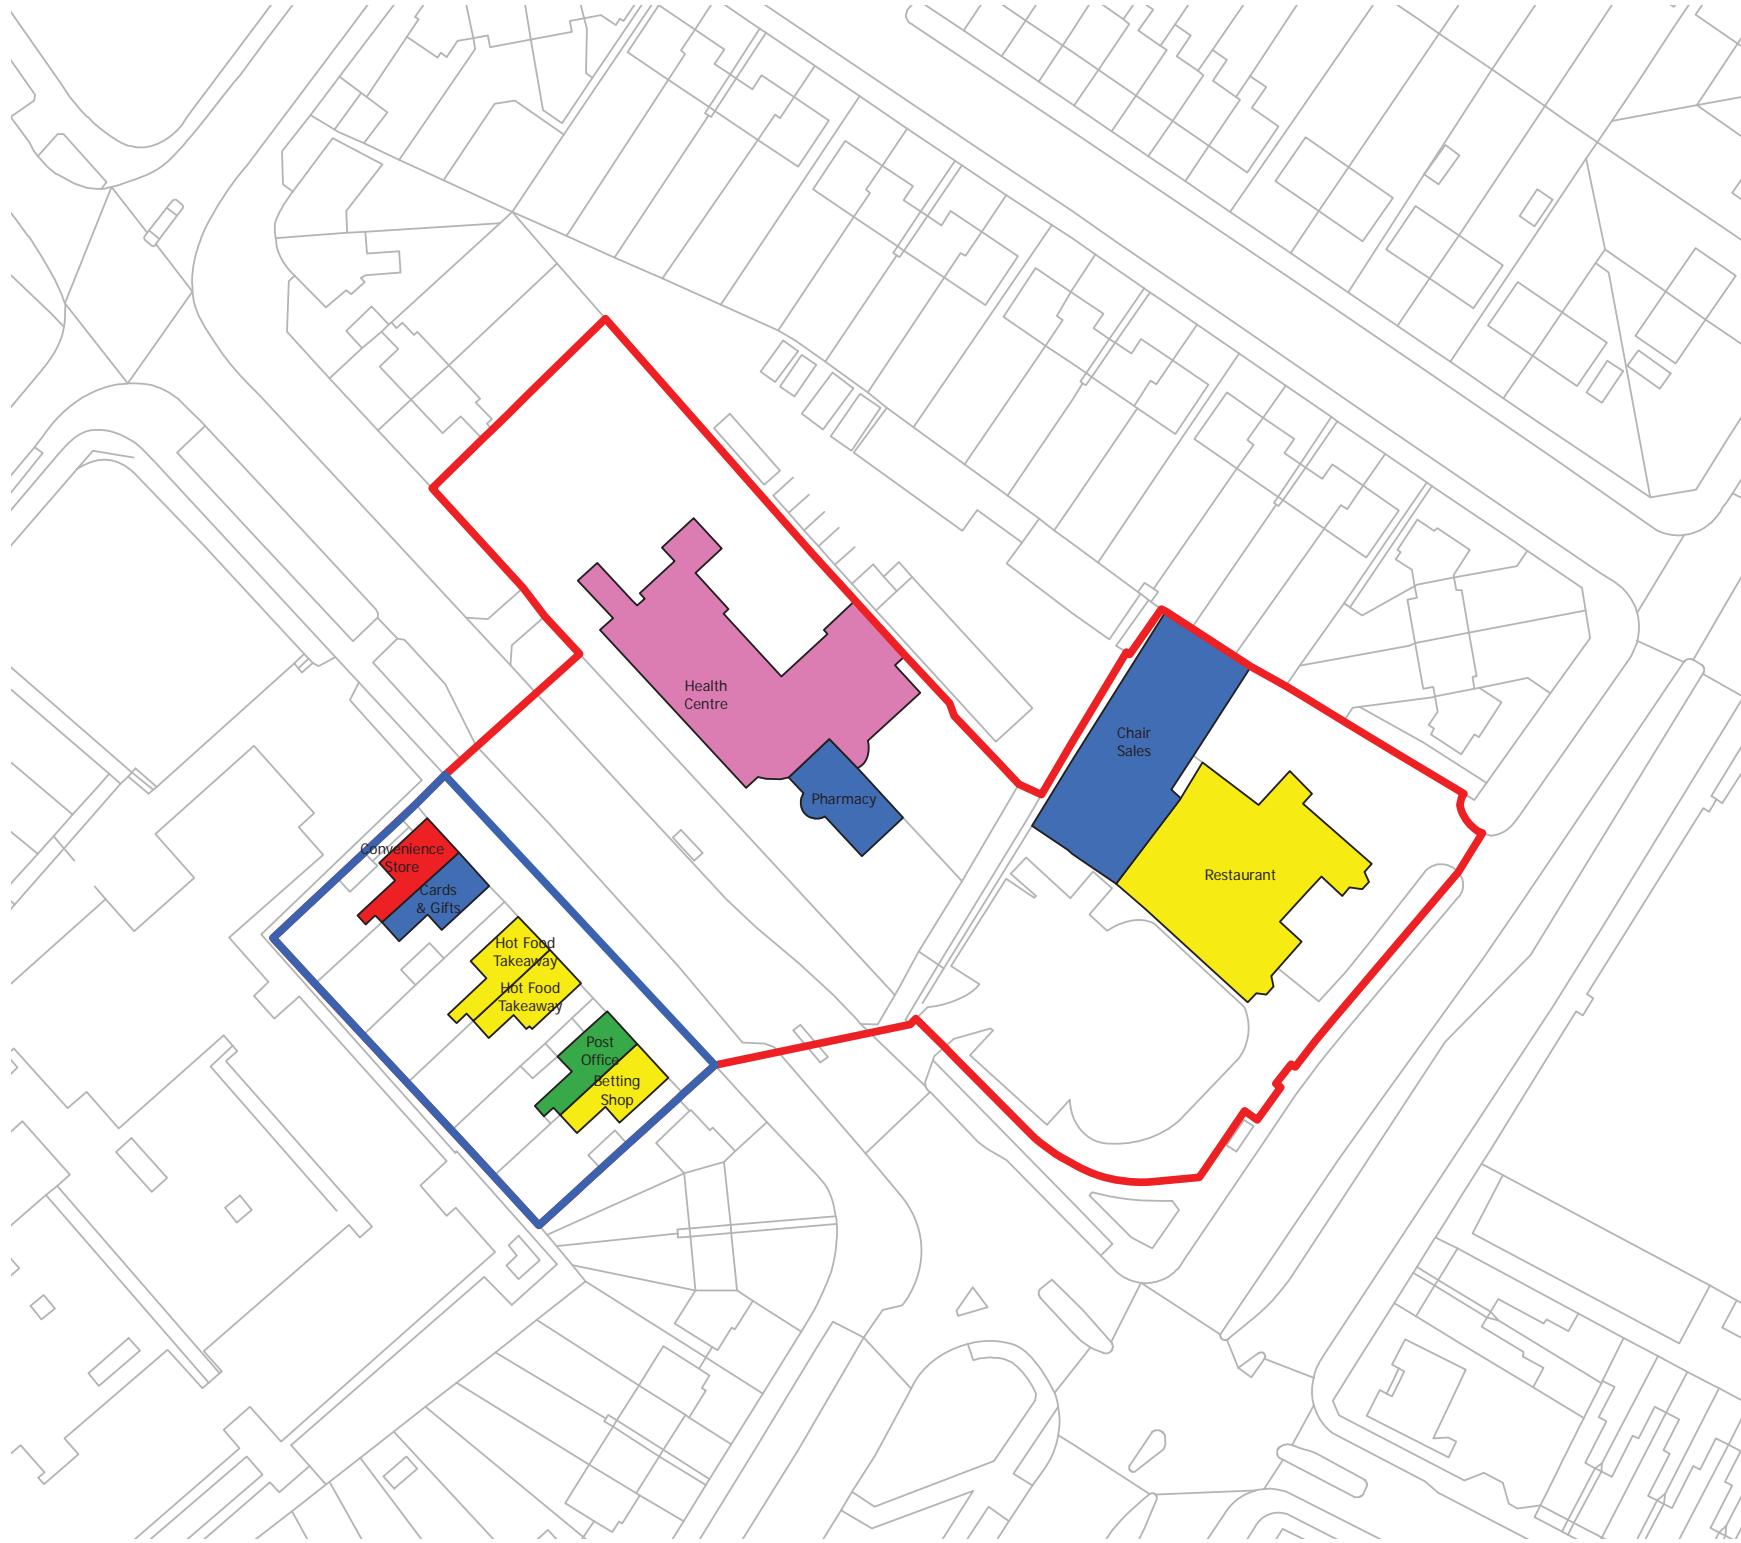 Health
Centre
Chair
Sales
Pharmacy
Convenience
Store
Restaurant
Cards
& Gifts
Hot Food
Takeaway
Hot Food
Takeaway
Post
Office
Betting
Shop